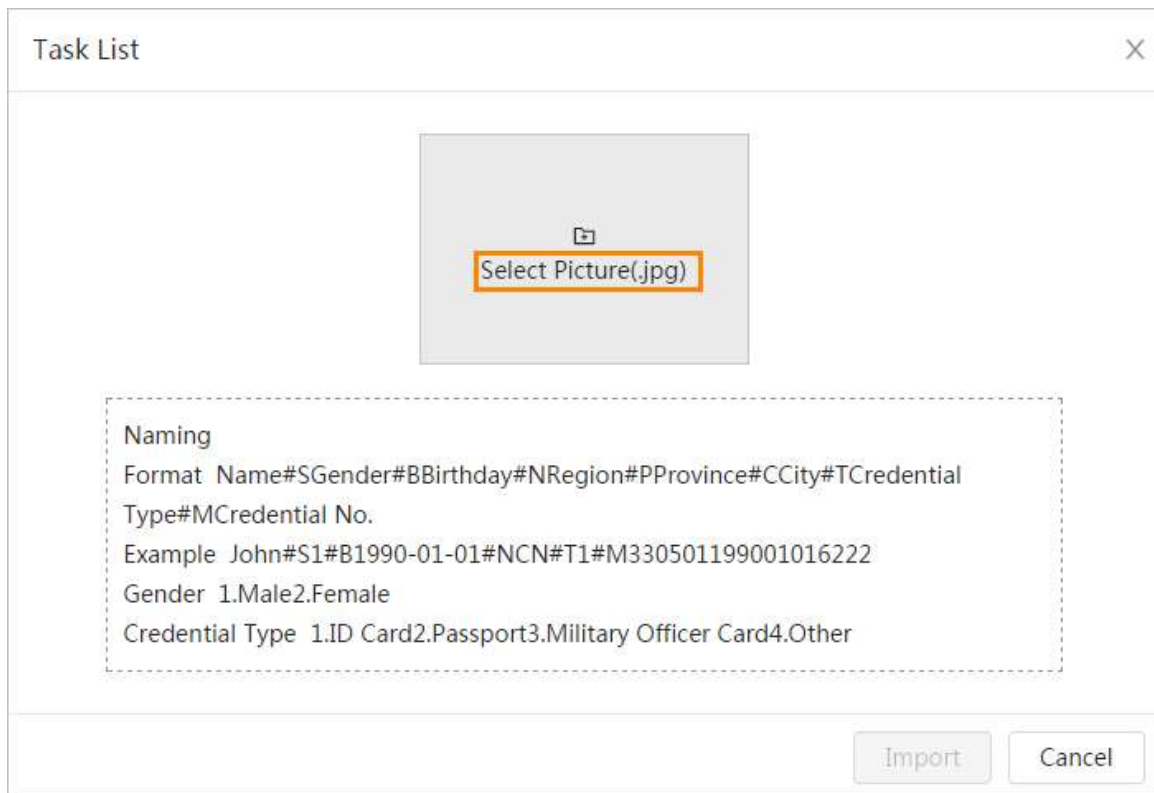 Task List
Select Picture(.jpg)
Naming
Format  Name#SGender#BBirthday#NRegion#PProvince#CCity#TCredential
Type#MCredential No.
Example  John#S1#B1990-01-01#NCN#T1#M330501199001016222
Gender  1.Male2.Female
Credential Type  1.ID Card2.Passport3.Military Officer Card4.Other
Import
Cancel